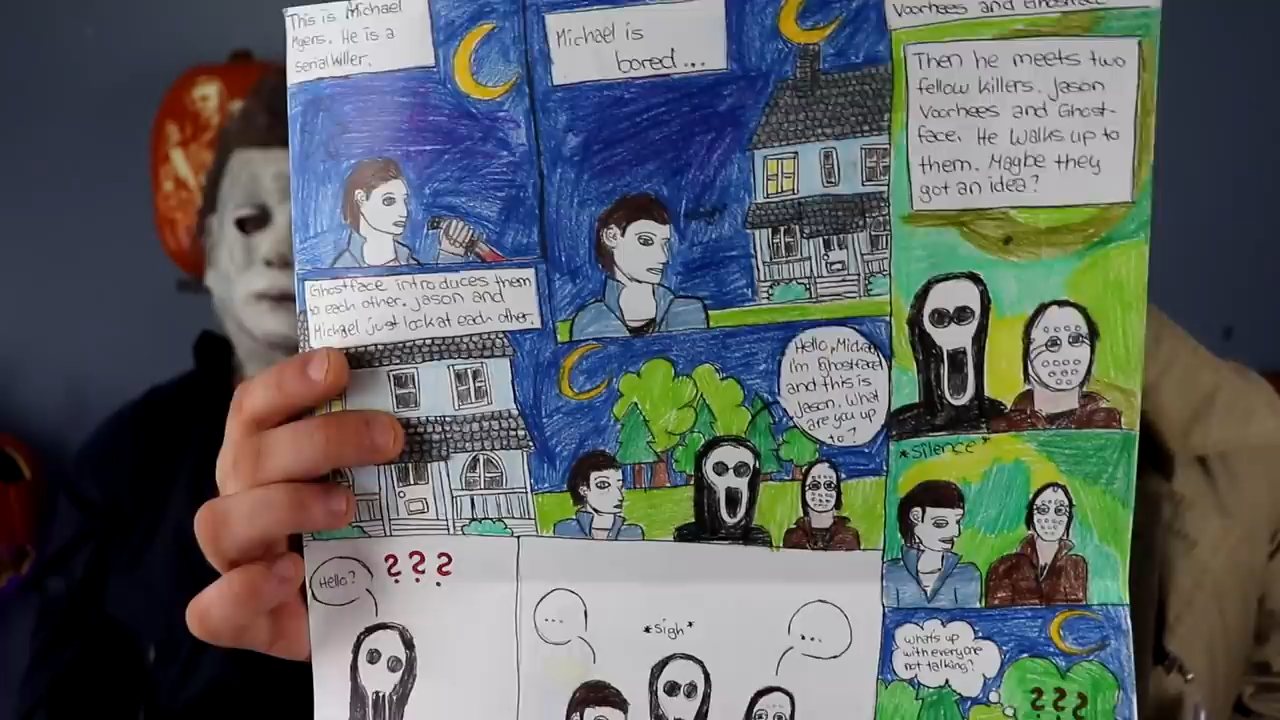 This is Michael
Myers. He is a
serial killer.
Michael is
bored...
Voorhees and Ghostface
Then he meets two
fellow killers. Jason
Voorhees and Ghost-
face. He walks up to
them. Maybe they
got an idea?
Ghostface introduces them
to each other. Jason and
Michael just look at each other.
Hello, Michael
I'm Ghostface
and this is
Jason. What
are you up
to?
*Silence*
Hello?
???
...
*sigh*
...
what's up
with everyone
not talking?
???